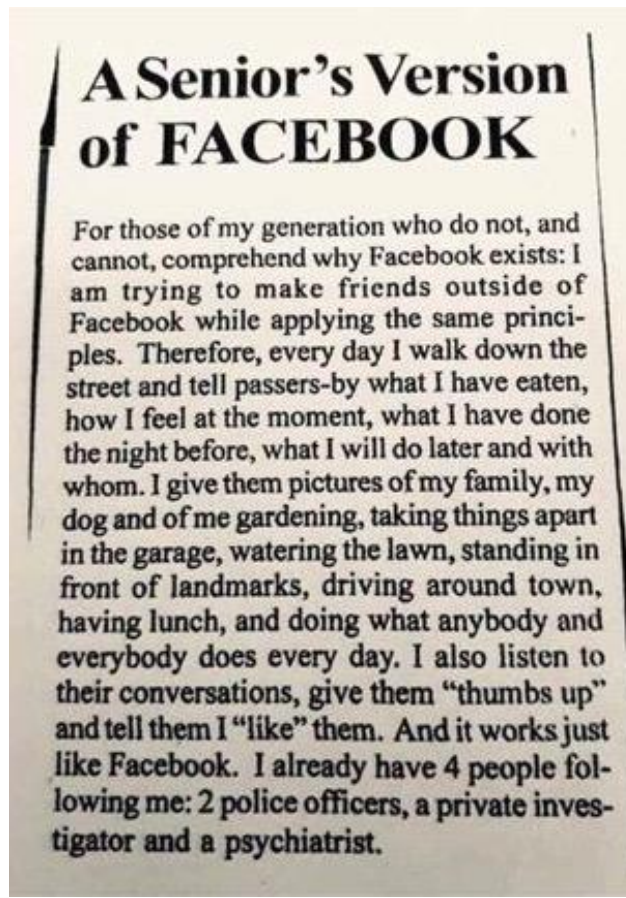 A Senior’s Version
of FACEBOOK
For those of my generation who do not, and
cannot, comprehend why Facebook exists: I
am trying to make friends outside of
Facebook while applying the same princi-
ples. Therefore, every day I walk down the
street and tell passers-by what I have eaten,
how I feel at the moment, what I have done
the night before, what I will do later and with
whom. I give them pictures of my family, my
dog and of me gardening, taking things apart
in the garage, watering the lawn, standing in
front of landmarks, driving around town,
having lunch, and doing what anybody and
everybody does every day. I also listen to
their conversations, give them “thumbs up”
and tell them I “like” them. And it works just
like Facebook. I already have 4 people fol-
lowing me: 2 police officers, a private inves-
tigator and a psychiatrist.